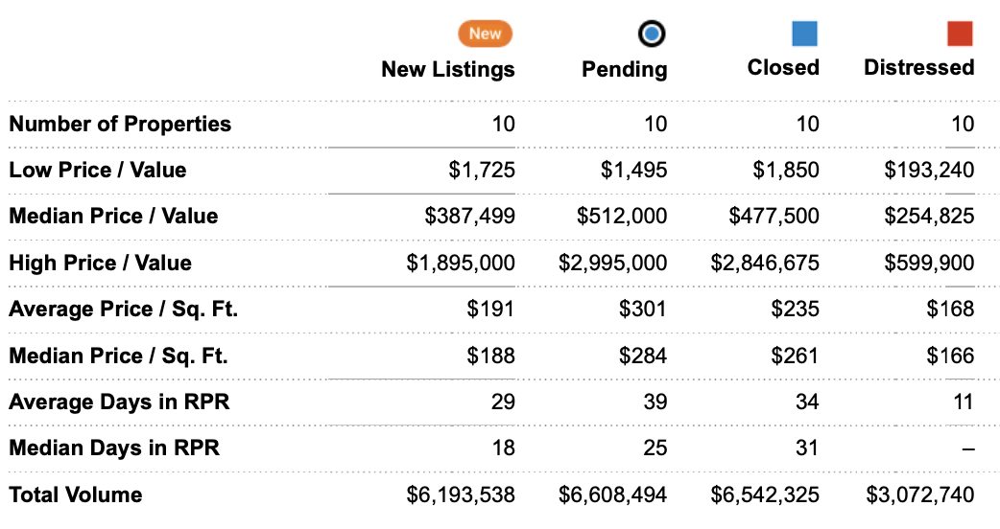 New
New Listings Pending Closed Distressed
Number of Properties 10 10 10 10
Low Price / Value $1,725 $1,495 $1,850 $193,240
Median Price / Value $387,499 $512,000 $477,500 $254,825
High Price / Value $1,895,000 $2,995,000 $2,846,675 $599,900
Average Price / Sq. Ft. $191 $301 $235 $168
Median Price / Sq. Ft. $188 $284 $261 $166
Average Days in RPR 29 39 34 11
Median Days in RPR 18 25 31 –
Total Volume $6,193,538 $6,608,494 $6,542,325 $3,072,740